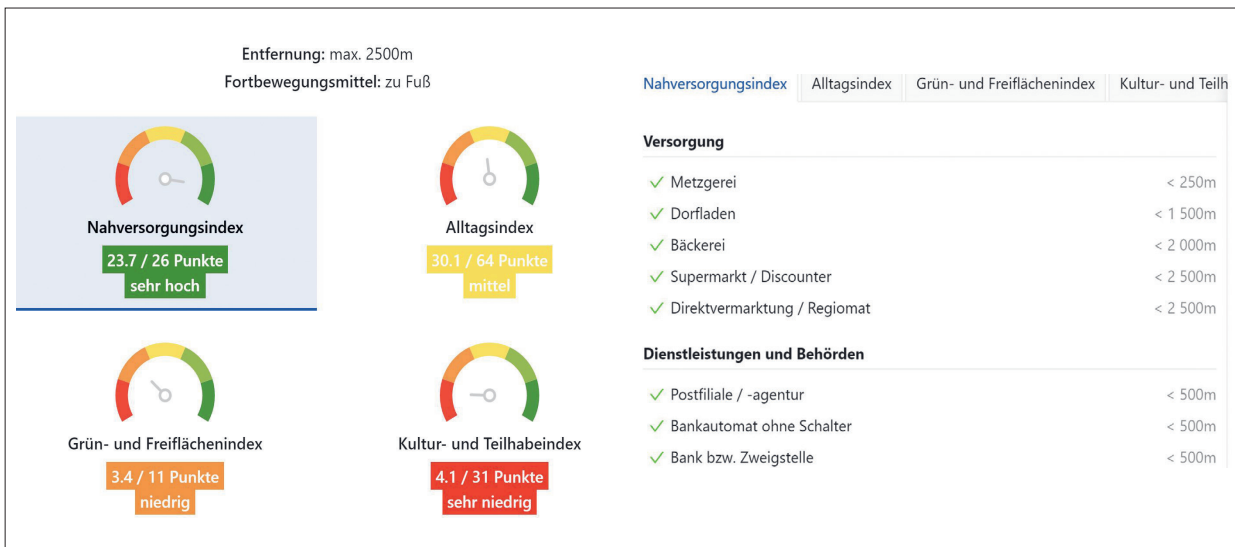 Entfernung: max. 2500m
Fortbewegungsmittel: zu Fuß
Nahversorgungsindex
23.7 / 26 Punkte
sehr hoch
Alltagsindex
30.1 / 64 Punkte
mittel
Grün- und Freiflächenindex
3.4 / 11 Punkte
niedrig
Kultur- und Teilhabeindex
4.1 / 31 Punkte
sehr niedrig
Nahversorgungsindex Alltagsindex Grün- und Freiflächenindex Kultur- und Teilh
Versorgung
Metzgerei < 250m
Dorfladen < 1 500m
Bäckerei < 2 000m
Supermarkt / Discounter < 2 500m
Direktvermarktung / Regiomat < 2 500m
Dienstleistungen und Behörden
Postfiliale / -agentur < 500m
Bankautomat ohne Schalter < 500m
Bank bzw. Zweigstelle < 500m